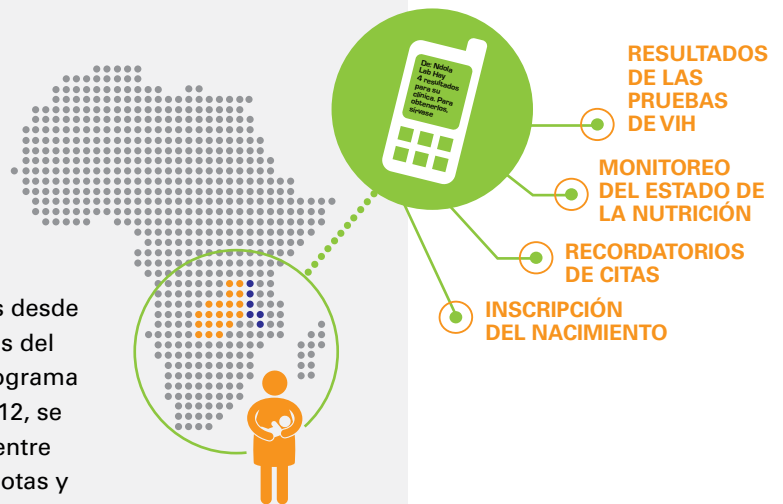 De: Ndola
Lab Hay
4 resultados
para su
clínica. Para
obtenerlos,
sírvase
RESULTADOS
DE LAS
PRUEBAS
DE VIH
MONITOREO
DEL ESTADO DE
LA NUTRICIÓN
RECORDATORIOS
DE CITAS
INSCRIPCIÓN
DEL NACIMIENTO
s desde
s del
ograma
12, se
entre
otas y